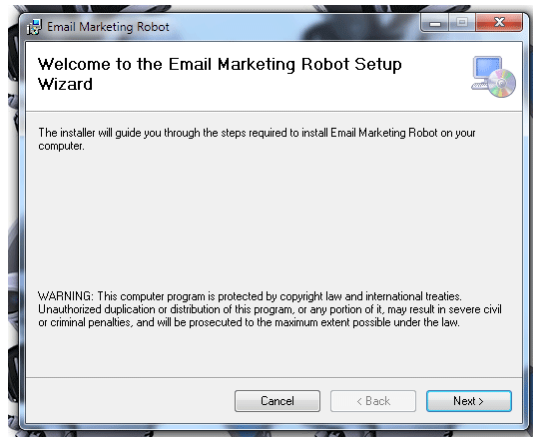 Email Marketing Robot
Welcome to the Email Marketing Robot Setup
Wizard
The installer will guide you through the steps required to install Email Marketing Robot on your
computer.
WARNING: This computer program is protected by copyright law and international treaties.
Unauthorized duplication or distribution of this program, or any portion of it, may result in severe civil
or criminal penalties, and will be prosecuted to the maximum extent possible under the law.
Cancel
< Back
Next >